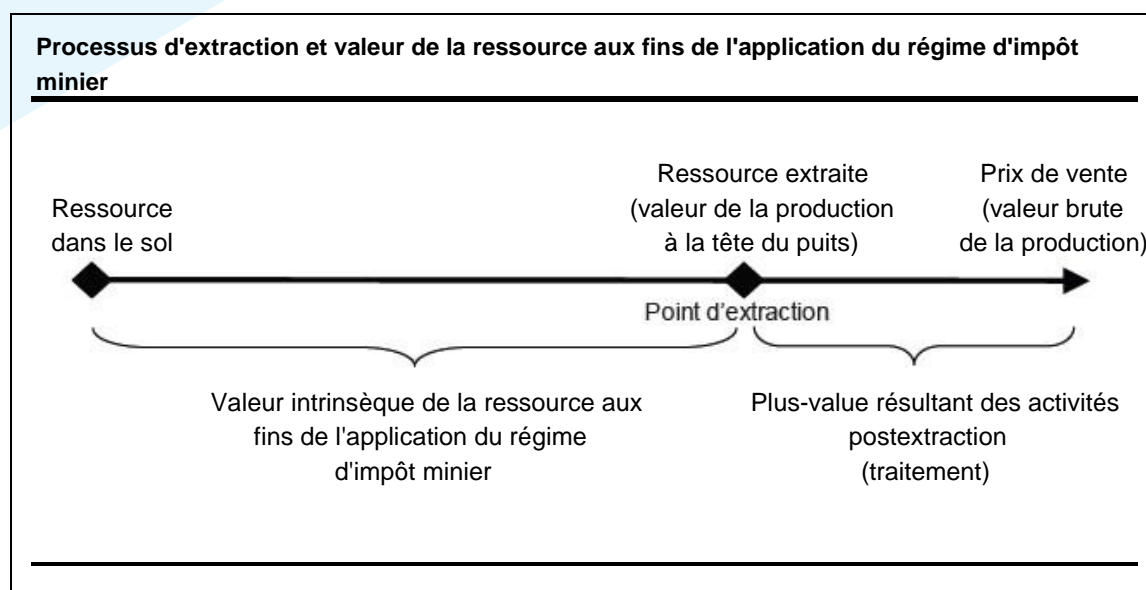 Processus d'extraction et valeur de la ressource aux fins de l'application du régime d'impôt
minier
Ressource
dans le sol
Ressource extraite
(valeur de la production
à la tête du puits)
Prix de vente
(valeur brute
de la production)
Point d'extraction
Valeur intrinsèque de la ressource aux
fins de l'application du régime
d'impôt minier
Plus-value résultant des activités
postextraction
(traitement)